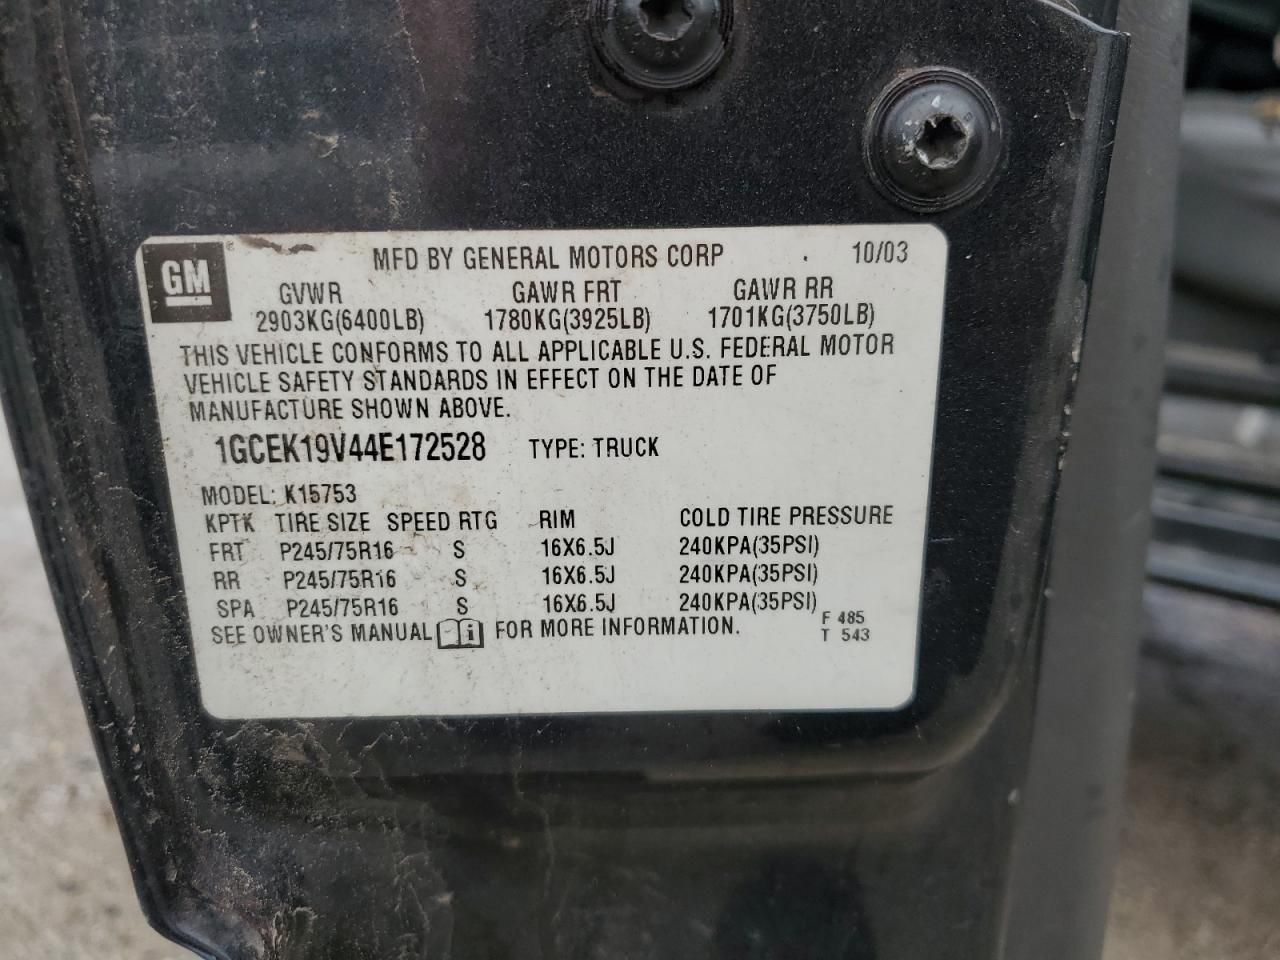 GM ® MFD BY GENERAL MOTORS CORP 10/03
GVWR GAWR FRT GAWR RR
2903KG(6400LB) 1780KG(3925LB) 1701KG(3750LB)
THIS VEHICLE CONFORMS TO ALL APPLICABLE U.S. FEDERAL MOTOR
VEHICLE SAFETY STANDARDS IN EFFECT ON THE DATE OF
MANUFACTURE SHOWN ABOVE.
1GCEK19V44E172528 TYPE: TRUCK
MODEL: K15753
KPTK TIRE SIZE SPEED RTG RIM COLD TIRE PRESSURE
FRT P245/75R16 S 16X6.5J 240KPA(35PSI)
RR P245/75R16 S 16X6.5J 240KPA(35PSI)
SPA P245/75R16 S 16X6.5J 240KPA(35PSI)
SEE OWNER'S MANUAL i FOR MORE INFORMATION.
F 485
T 543